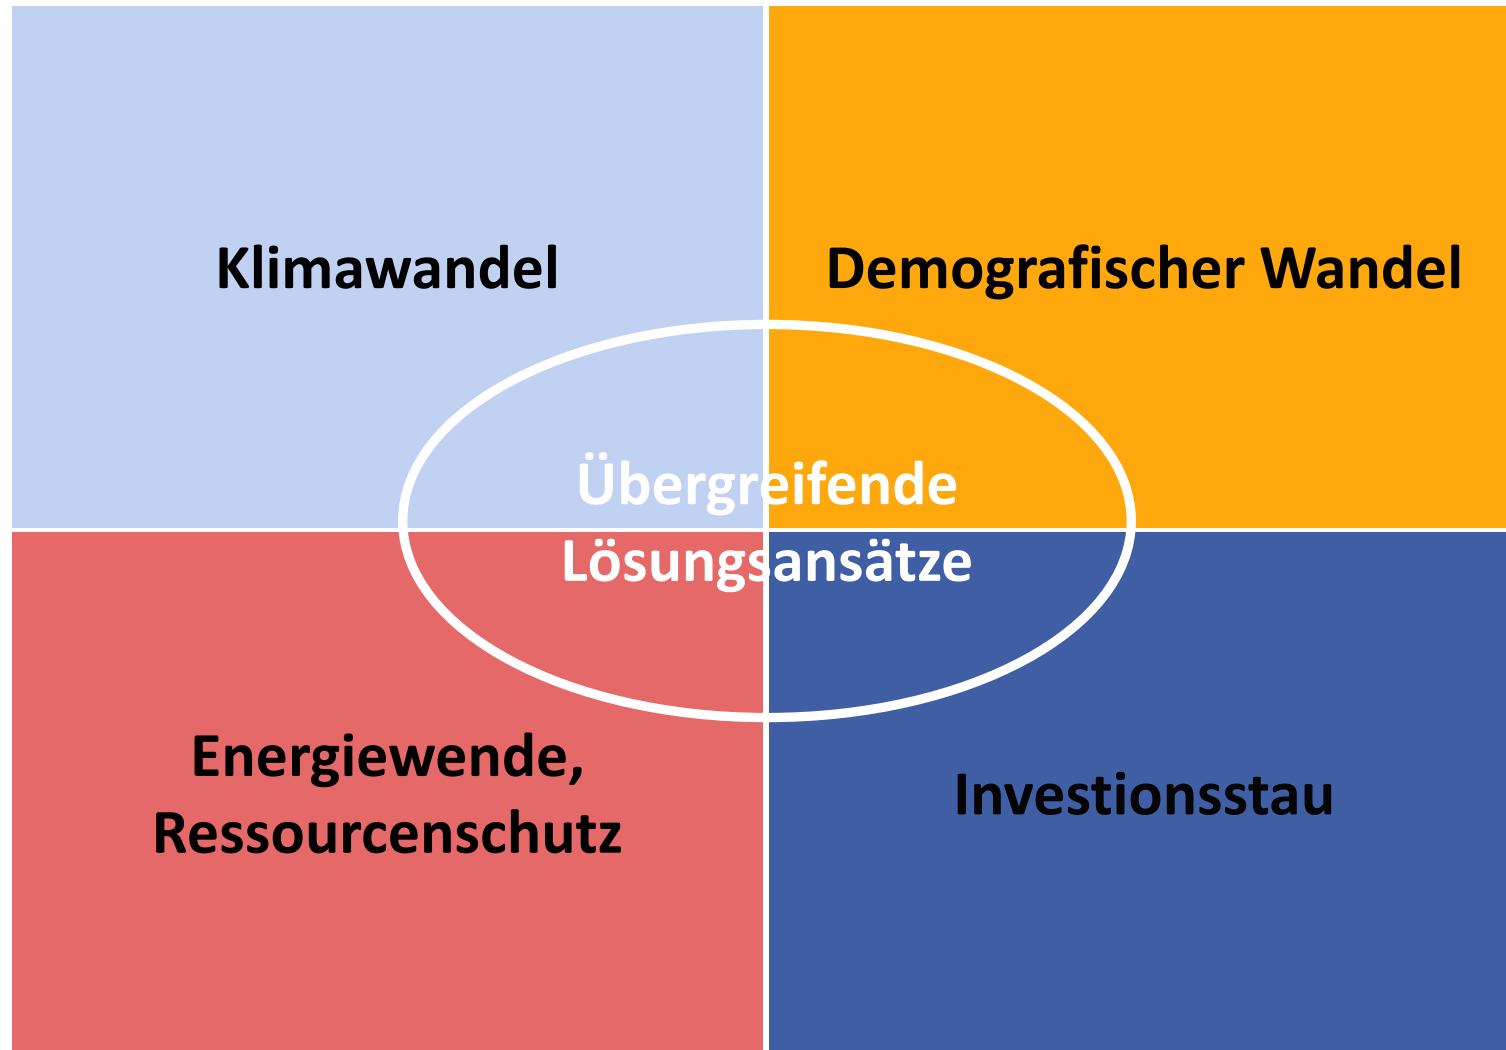 Klimawandel
Demografischer Wandel
Übergreifende
Lösungsansätze
Energiewende,
Ressourcenschutz
Investionsstau